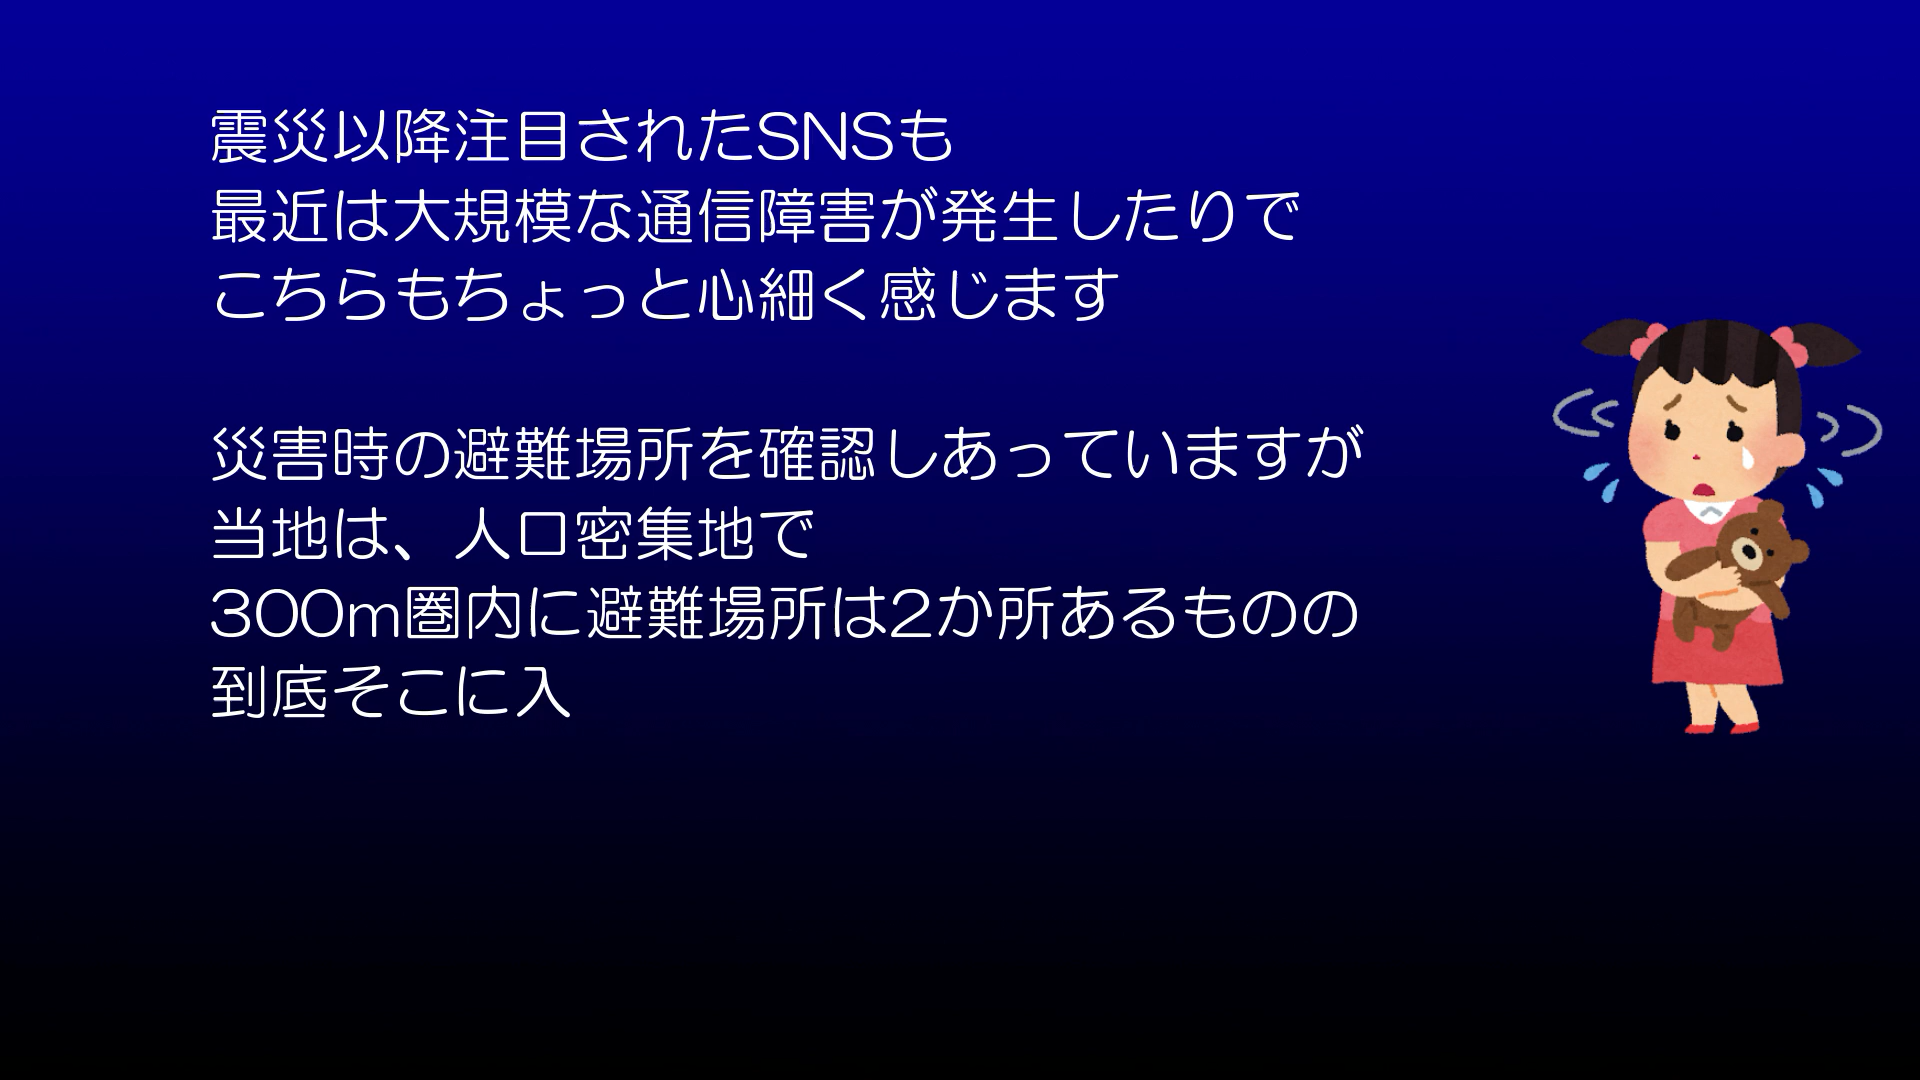 震災以降注目されたSNSも
最近は大規模な通信障害が発生したりで
こちらもちょっと心細く感じます
災害時の避難場所を確認しあっていますが
当地は、人口密集地で
300m圏内に避難場所は2か所あるものの
到底そこに入